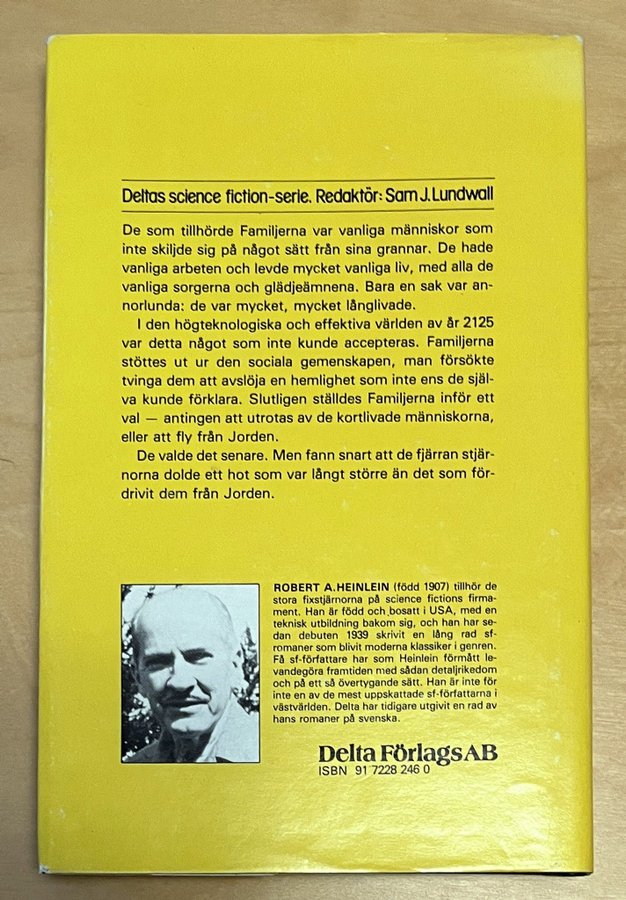 Deltas science fiction-serie. Redaktör: Sam J. Lundwall
De som tillhörde Familjerna var vanliga människor som
inte skiljde sig på något sätt från sina grannar. De hade
vanliga arbeten och levde mycket vanliga liv, med alla de
vanliga sorgerna och glädjeämnena. Bara en sak var an-
norlunda: de var mycket, mycket långlivade.
I den högteknologiska och effektiva världen av år 2125
var detta något som inte kunde accepteras. Familjerna
stöttes ut ur den sociala gemenskapen, man försökte
tvinga dem att avslöja en hemlighet som inte ens de själ-
va kunde förklara. Slutligen ställdes Familjerna inför ett
val — antingen att utrotas av de kortlivade människorna,
eller att fly från Jorden.
De valde det senare. Men fann snart att de fjärran stjär-
norna dolde ett hot som var långt större än det som för-
drivit dem från Jorden.
ROBERT A.HEINLEIN (född 1907) tillhör de
stora fixstjärnorna på science fictions firma-
ment. Han är född och bosatt i USA, med en
teknisk utbildning bakom sig, och han har se-
dan debuten 1939 skrivit en lång rad sf-
romaner som blivit moderna klassiker i genren.
Få sf-författare har som Heinlein förmått le-
vandegöra framtiden med sådan detaljrikedom
och på ett så övertygande sätt. Han är inte för
inte en av de mest uppskattade sf-författarna i
västvärlden. Delta har tidigare utgivit en rad av
hans romaner på svenska.
Delta Förlags AB
ISBN 91 7228 246 0